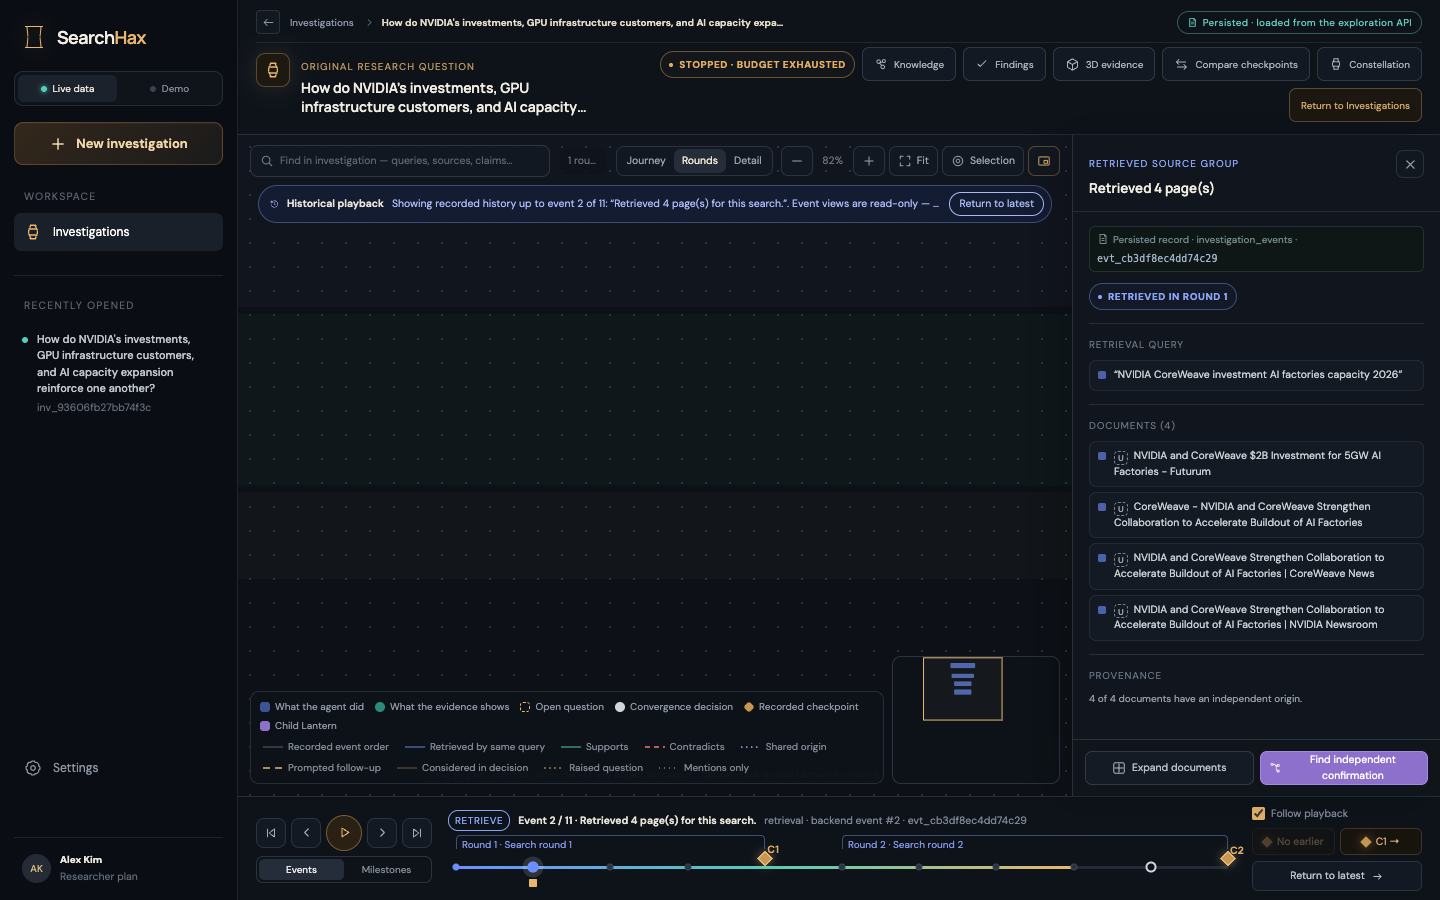 SearchHax
Live data
Demo
New investigation
WORKSPACE
Investigations
RECENTLY OPENED
How do NVIDIA's investments,
GPU infrastructure customers,
and AI capacity expansion
reinforce one another?
inv_93606fb27bb74f3c
Settings
AK
Alex Kim
Researcher plan
Investigations
How do NVIDIA's investments, GPU infrastructure customers, and AI capacity expa…
Persisted · loaded from the exploration API
ORIGINAL RESEARCH QUESTION
How do NVIDIA's investments, GPU
infrastructure customers, and AI capacity…
STOPPED · BUDGET EXHAUSTED
Knowledge
Findings
3D evidence
Compare checkpoints
Constellation
Return to Investigations
Find in investigation — queries, sources, claims…
1 rou…
Journey
Rounds
Detail
82%
Fit
Selection
Historical playback
Showing recorded history up to event 2 of 11: “Retrieved 4 page(s) for this search.”. Event views are read-only — …
Return to latest
What the agent did
What the evidence shows
Open question
Convergence decision
Recorded checkpoint
Child Lantern
Recorded event order
Retrieved by same query
Supports
Contradicts
Shared origin
Prompted follow-up
Considered in decision
Raised question
Mentions only
RETRIEVED SOURCE GROUP
Retrieved 4 page(s)
Persisted record · investigation_events ·
evt_cb3df8ec4dd74c29
RETRIEVED IN ROUND 1
RETRIEVAL QUERY
“NVIDIA CoreWeave investment AI factories capacity 2026”
DOCUMENTS (4)
U NVIDIA and CoreWeave $2B Investment for 5GW AI
Factories - Futurum
U CoreWeave - NVIDIA and CoreWeave Strengthen
Collaboration to Accelerate Buildout of AI Factories
U NVIDIA and CoreWeave Strengthen Collaboration to
Accelerate Buildout of AI Factories | CoreWeave News
U NVIDIA and CoreWeave Strengthen Collaboration to
Accelerate Buildout of AI Factories | NVIDIA Newsroom
PROVENANCE
4 of 4 documents have an independent origin.
Expand documents
Find independent
confirmation
RETRIEVE
Event 2 / 11 · Retrieved 4 page(s) for this search.
retrieval · backend event #2 · evt_cb3df8ec4dd74c29
Round 1 · Search round 1
C1
Round 2 · Search round 2
C2
Events
Milestones
Follow playback
No earlier
C1 →
Return to latest →